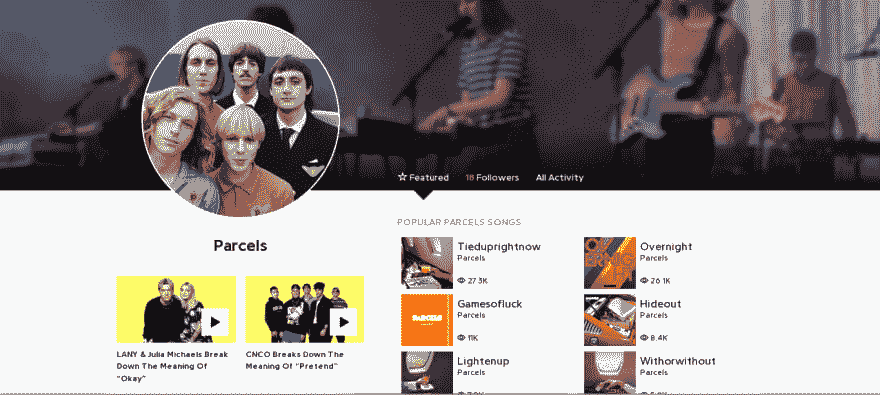 Featured
18 Followers
All Activity
POPULAR PARCELS SONGS
Parcels
Tieduprightnow
Parcels
27.3K
Overnight
Parcels
26.1K
Gamesofluck
Parcels
11K
Hideout
Parcels
8.4K
Lightenup
Parcels
Withorwithout
Parcels
PARCELS
LANY & Julia Michaels Break
Down The Meaning Of
"Okay"
CNCO Breaks Down The
Meaning Of "Pretend"